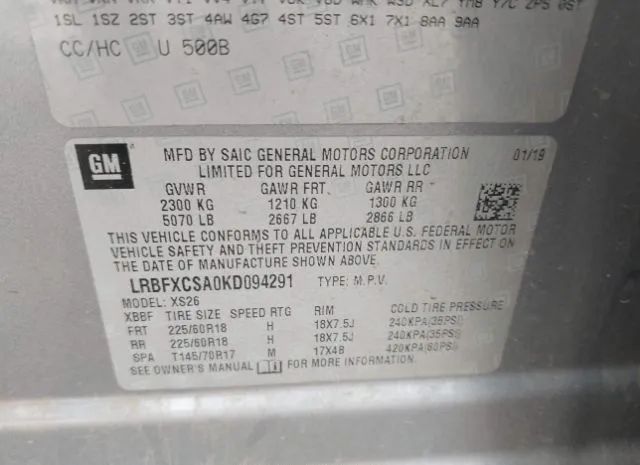 1SL 1SZ 2ST 3ST 4AW 4G7 4ST 5ST 6X1 7X1 8AA 9AA
CC/HC U 500B
GM
MFD BY SAIC GENERAL MOTORS CORPORATION 01/19
LIMITED FOR GENERAL MOTORS LLC
GVWR GAWR FRT GAWR RR
2300 KG 1210 KG 1300 KG
5070 LB 2667 LB 2866 LB
THIS VEHICLE CONFORMS TO ALL APPLICABLE U.S. FEDERAL MOTOR
VEHICLE SAFETY AND THEFT PREVENTION STANDARDS IN EFFECT ON
THE DATE OF MANUFACTURE SHOWN ABOVE.
LRBFXCSA0KD094291 TYPE: M.P.V.
MODEL: XS26
XBBF TIRE SIZE SPEED RTG RIM COLD TIRE PRESSURE
FRT 225/60R18 H 18X7.5J 240KPA(35PSI)
RR 225/60R18 H 18X7.5J 240KPA(35PSI)
SPA T145/70R17 M 17X4B 420KPA(60PSI)
SEE OWNER'S MANUAL FOR MORE INFORMATION.